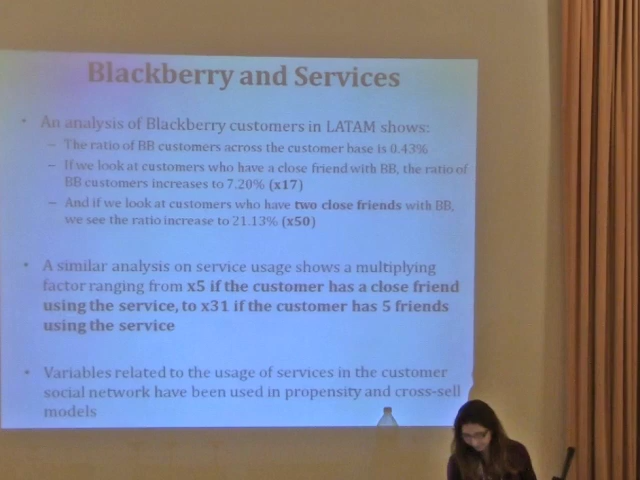 Blackberry and Services
• An analysis of Blackberry customers in LATAM shows:
– The ratio of BB customers across the customer base is 0.43%
– If we look at customers who have a close friend with BB, the ratio of
BB customers increases to 7.20% (x17)
– And if we look at customers who have two close friends with BB,
we see the ratio increase to 21.13% (x50)
• A similar analysis on service usage shows a multiplying
factor ranging from x5 if the customer has a close friend
using the service, to x31 if the customer has 5 friends
using the service
• Variables related to the usage of services in the customer
social network have been used in propensity and cross-sell
models